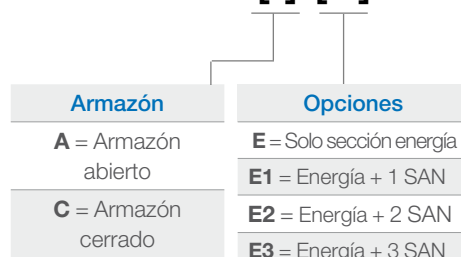 Armazón
A = Armazón
abierto
C = Armazón
cerrado
Opciones
E = Solo sección energía
E1 = Energía + 1 SAN
E2 = Energía + 2 SAN
E3 = Energía + 3 SAN